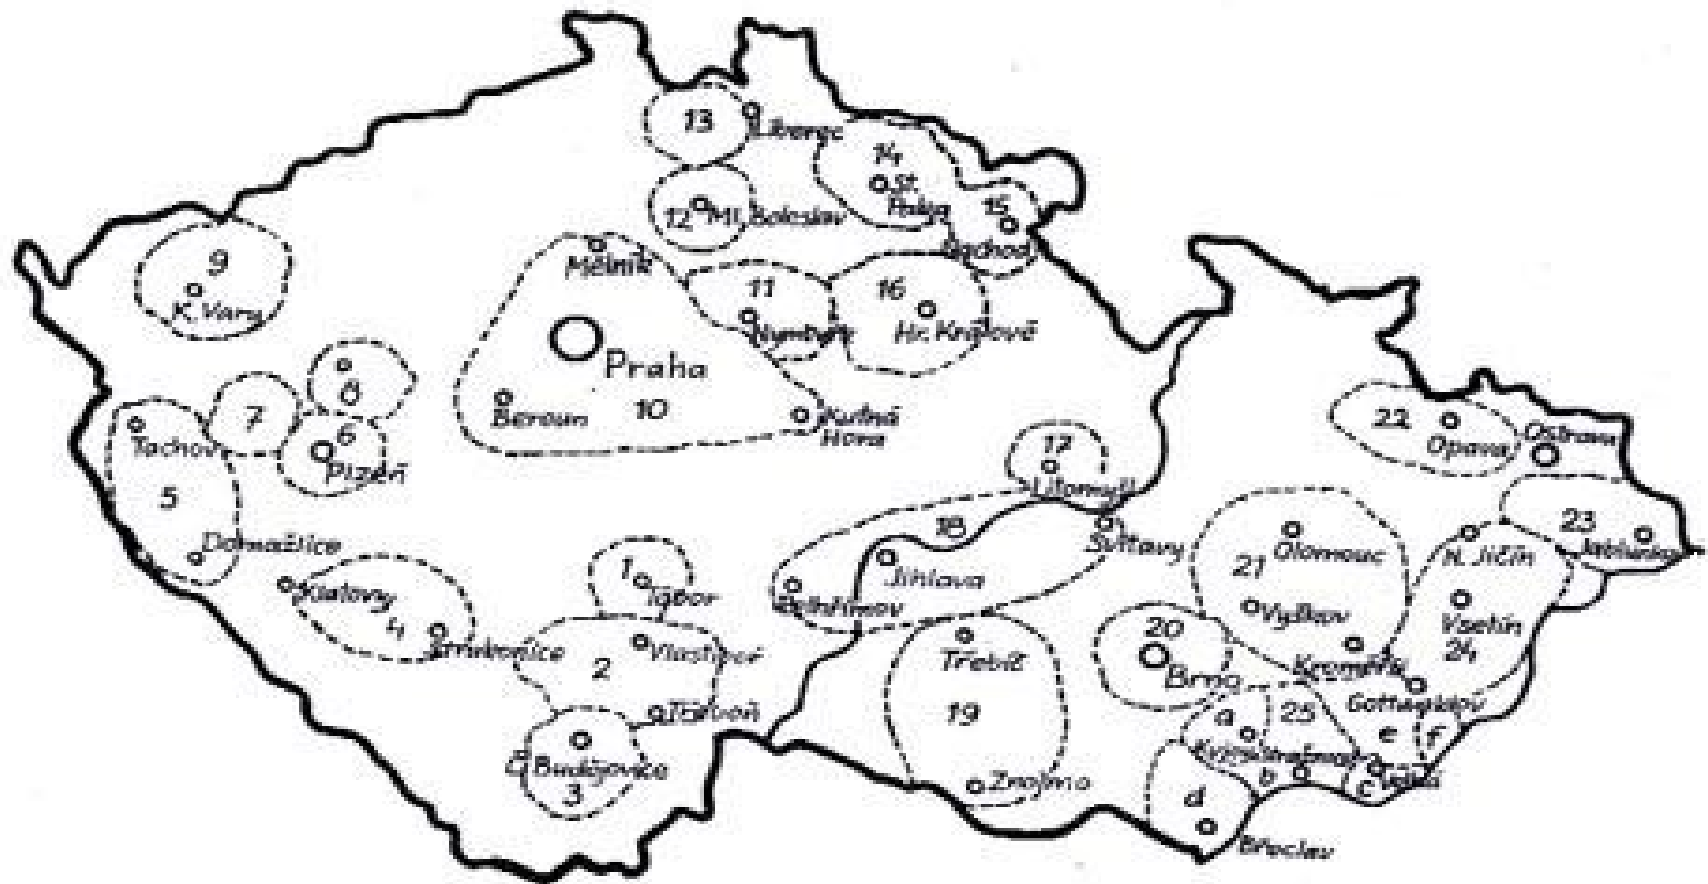 13
Liberec
14
St.
Paka
15
Náchod
12 Ml. Boleslav
9
K. Vary
Mělník
11
Nymburk
16
Hr. Králové
Praha
Beroun
10
Kutná
Hora
8
7
6
Plzeň
Tachov
5
Domažlice
Klatovy
4
Strakonice
1
Tábor
2
Vlastiboř
Třeboň
Č. Budějovice
3
17
Litomyšl
18
Svitavy
Jihlava
Pelhřimov
Třebíč
19
Znojmo
20
Brno
21
Olomouc
Vyškov
Kroměříž
22
Opava
Ostrava
23
Jablunkov
N. Jičín
Vsetín
24
Gottwaldov
25
a
b
c
d
e
f
Břeclav